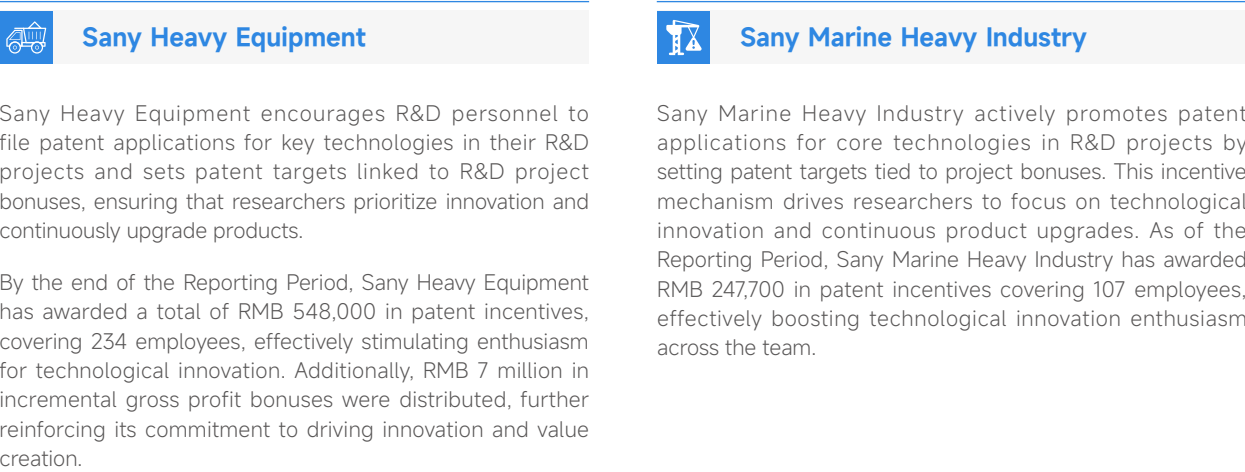 Sany Heavy Equipment
Sany Heavy Equipment encourages R&D personnel to
file patent applications for key technologies in their R&D
projects and sets patent targets linked to R&D project
bonuses, ensuring that researchers prioritize innovation and
continuously upgrade products.
By the end of the Reporting Period, Sany Heavy Equipment
has awarded a total of RMB 548,000 in patent incentives,
covering 234 employees, effectively stimulating enthusiasm
for technological innovation. Additionally, RMB 7 million in
incremental gross profit bonuses were distributed, further
reinforcing its commitment to driving innovation and value
creation.
Sany Marine Heavy Industry
Sany Marine Heavy Industry actively promotes patent
applications for core technologies in R&D projects by
setting patent targets tied to project bonuses. This incentive
mechanism drives researchers to focus on technological
innovation and continuous product upgrades. As of the
Reporting Period, Sany Marine Heavy Industry has awarded
RMB 247,700 in patent incentives covering 107 employees,
effectively boosting technological innovation enthusiasm
across the team.